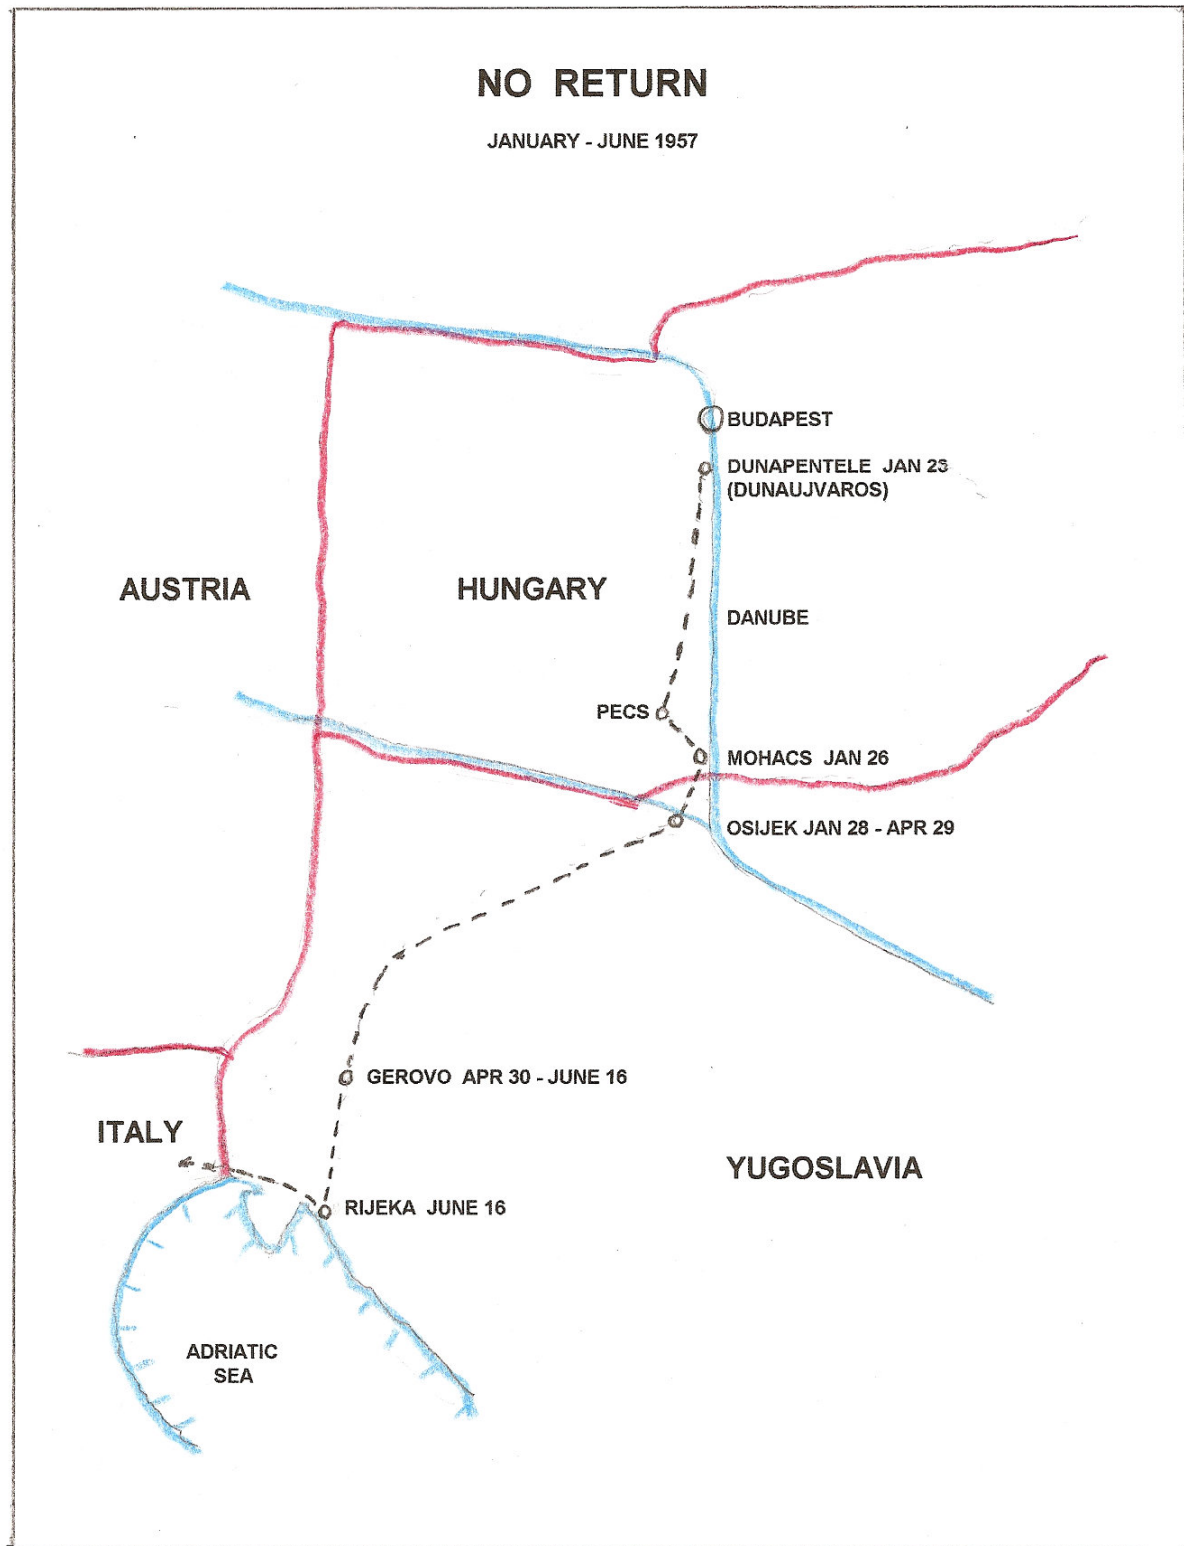 NO RETURN
JANUARY - JUNE 1957
BUDAPEST
DUNAPENTELE JAN 23
(DUNAUJVAROS)
AUSTRIA
HUNGARY
DANUBE
PECS
MOHACS JAN 26
OSIJEK JAN 28 - APR 29
GEROVO APR 30 - JUNE 16
ITALY
YUGOSLAVIA
RIJEKA JUNE 16
ADRIATIC
SEA